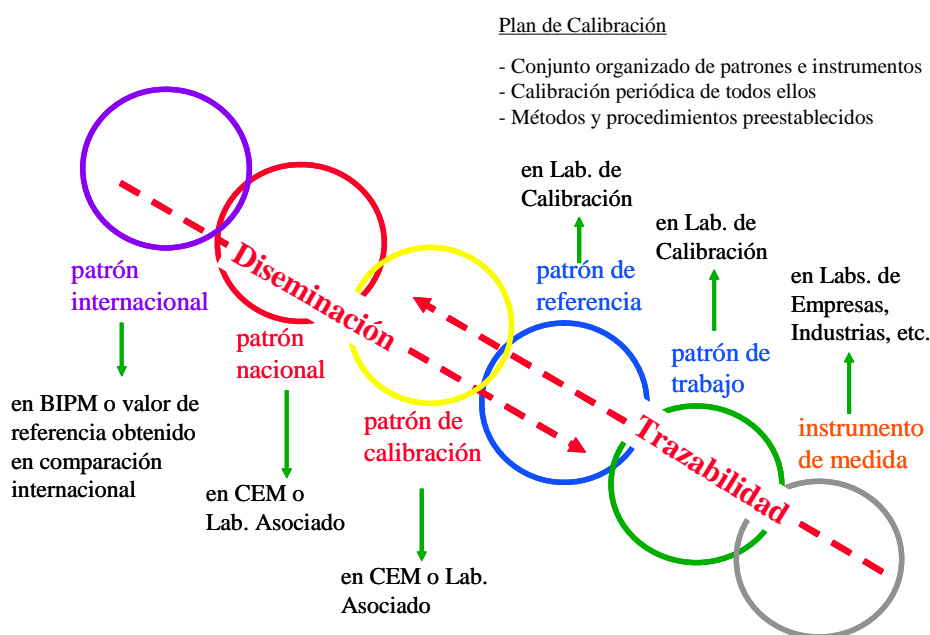 Plan de Calibración
- Conjunto organizado de patrones e instrumentos
- Calibración periódica de todos ellos
- Métodos y procedimientos preestablecidos
en Lab. de
Calibración
en Lab. de
Calibración
en Labs. de
Empresas,
Industrias, etc.
patrón
internacional
Diseminación
patrón de
referencia
patrón
nacional
patrón de
trabajo
en BIPM o valor de
referencia obtenido
en comparación
internacional
patrón de
calibración
Trazabilidad
instrumento
de medida
en CEM o
Lab. Asociado
en CEM o Lab.
Asociado